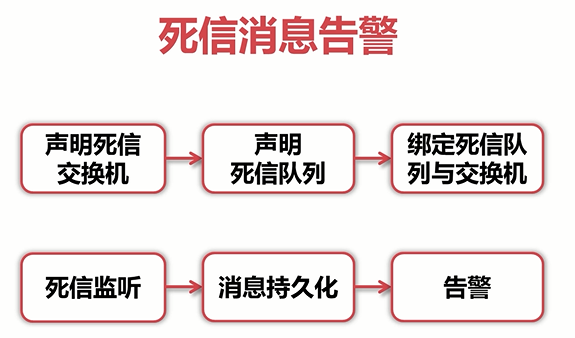 死信消息告警
声明死信
交换机
声明
死信队列
绑定死信队
列与交换机
死信监听
消息持久化
告警